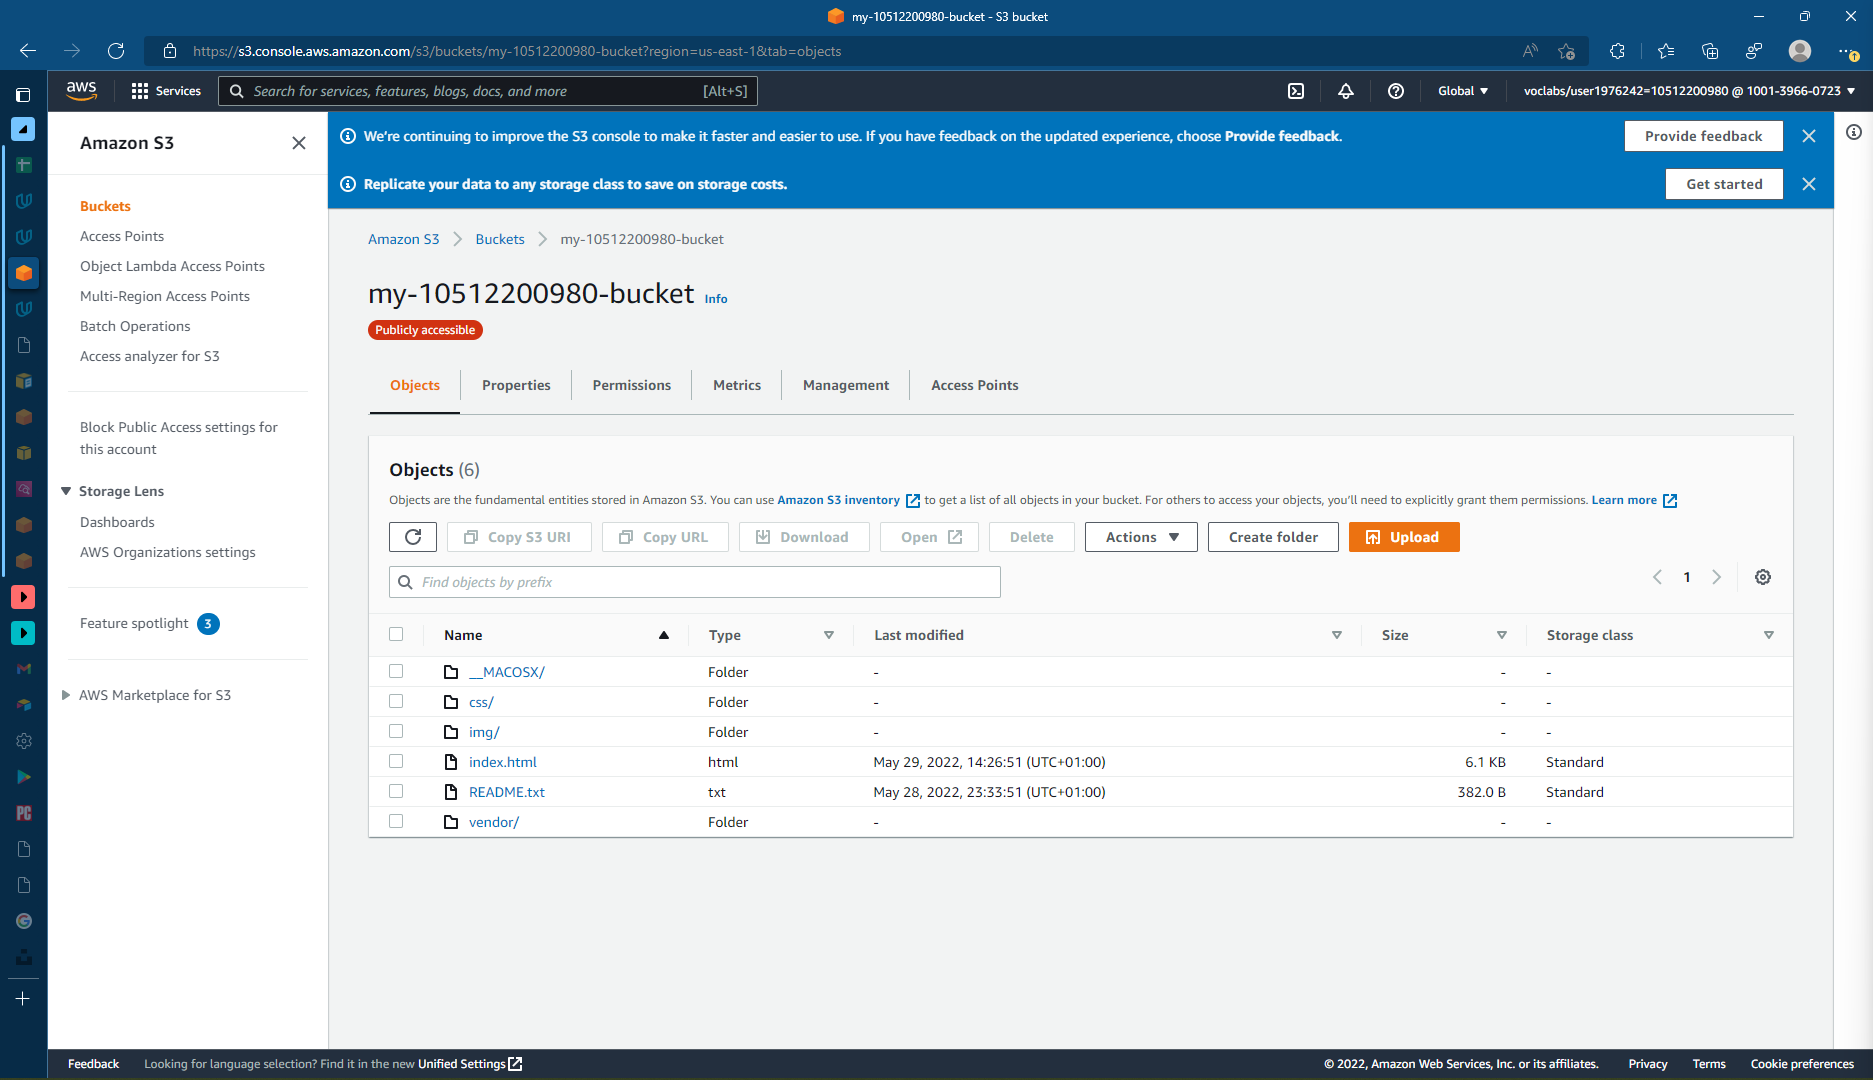 my-10512200980-bucket - S3 bucket
https://s3.console.aws.amazon.com/s3/buckets/my-10512200980-bucket?region=us-east-1&tab=objects
aws
Services
Search for services, features, blogs, docs, and more
[Alt+S]
Global
voclabs/user1976242=10512200980 @ 1001-3966-0723
Amazon S3
Buckets
Access Points
Object Lambda Access Points
Multi-Region Access Points
Batch Operations
Access analyzer for S3
Block Public Access settings for
this account
Storage Lens
Dashboards
AWS Organizations settings
Feature spotlight 3
AWS Marketplace for S3
PC
We're continuing to improve the S3 console to make it faster and easier to use. If you have feedback on the updated experience, choose Provide feedback.
Provide feedback
Replicate your data to any storage class to save on storage costs.
Get started
Amazon S3 Buckets my-10512200980-bucket
my-10512200980-bucket Info
Publicly accessible
Objects Properties Permissions Metrics Management Access Points
Objects (6)
Objects are the fundamental entities stored in Amazon S3. You can use Amazon S3 inventory to get a list of all objects in your bucket. For others to access your objects, you'll need to explicitly grant them permissions. Learn more
Copy S3 URI Copy URL Download Open Delete Actions Create folder Upload
Find objects by prefix
1
Name Type Last modified Size Storage class
__MACOSX/ Folder - - -
css/ Folder - - -
img/ Folder - - -
index.html html May 29, 2022, 14:26:51 (UTC+01:00) 6.1 KB Standard
README.txt txt May 28, 2022, 23:33:51 (UTC+01:00) 382.0 B Standard
vendor/ Folder - - -
Feedback Looking for language selection? Find it in the new Unified Settings
© 2022, Amazon Web Services, Inc. or its affiliates. Privacy Terms Cookie preferences